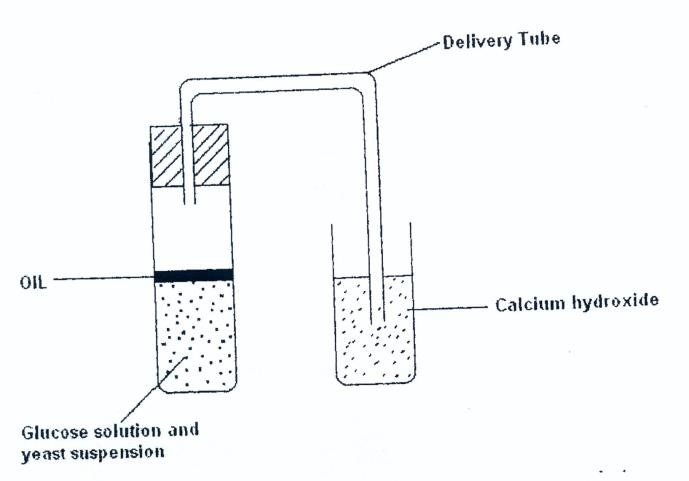 Delivery Tube
OIL
Calcium hydroxide
Glucose solution and
yeast suspension